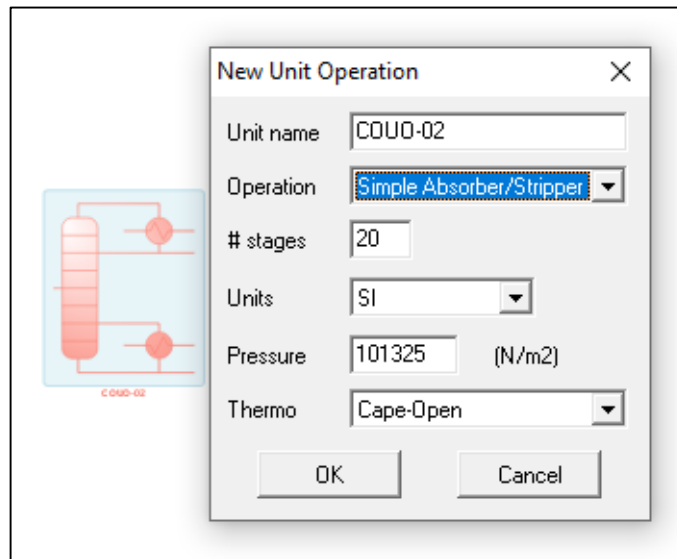 New Unit Operation
Unit name COUO-02
Operation Simple Absorber/Stripper
# stages 20
Units SI
Pressure 101325 (N/m2)
Thermo Cape-Open
OK Cancel
COUO-02